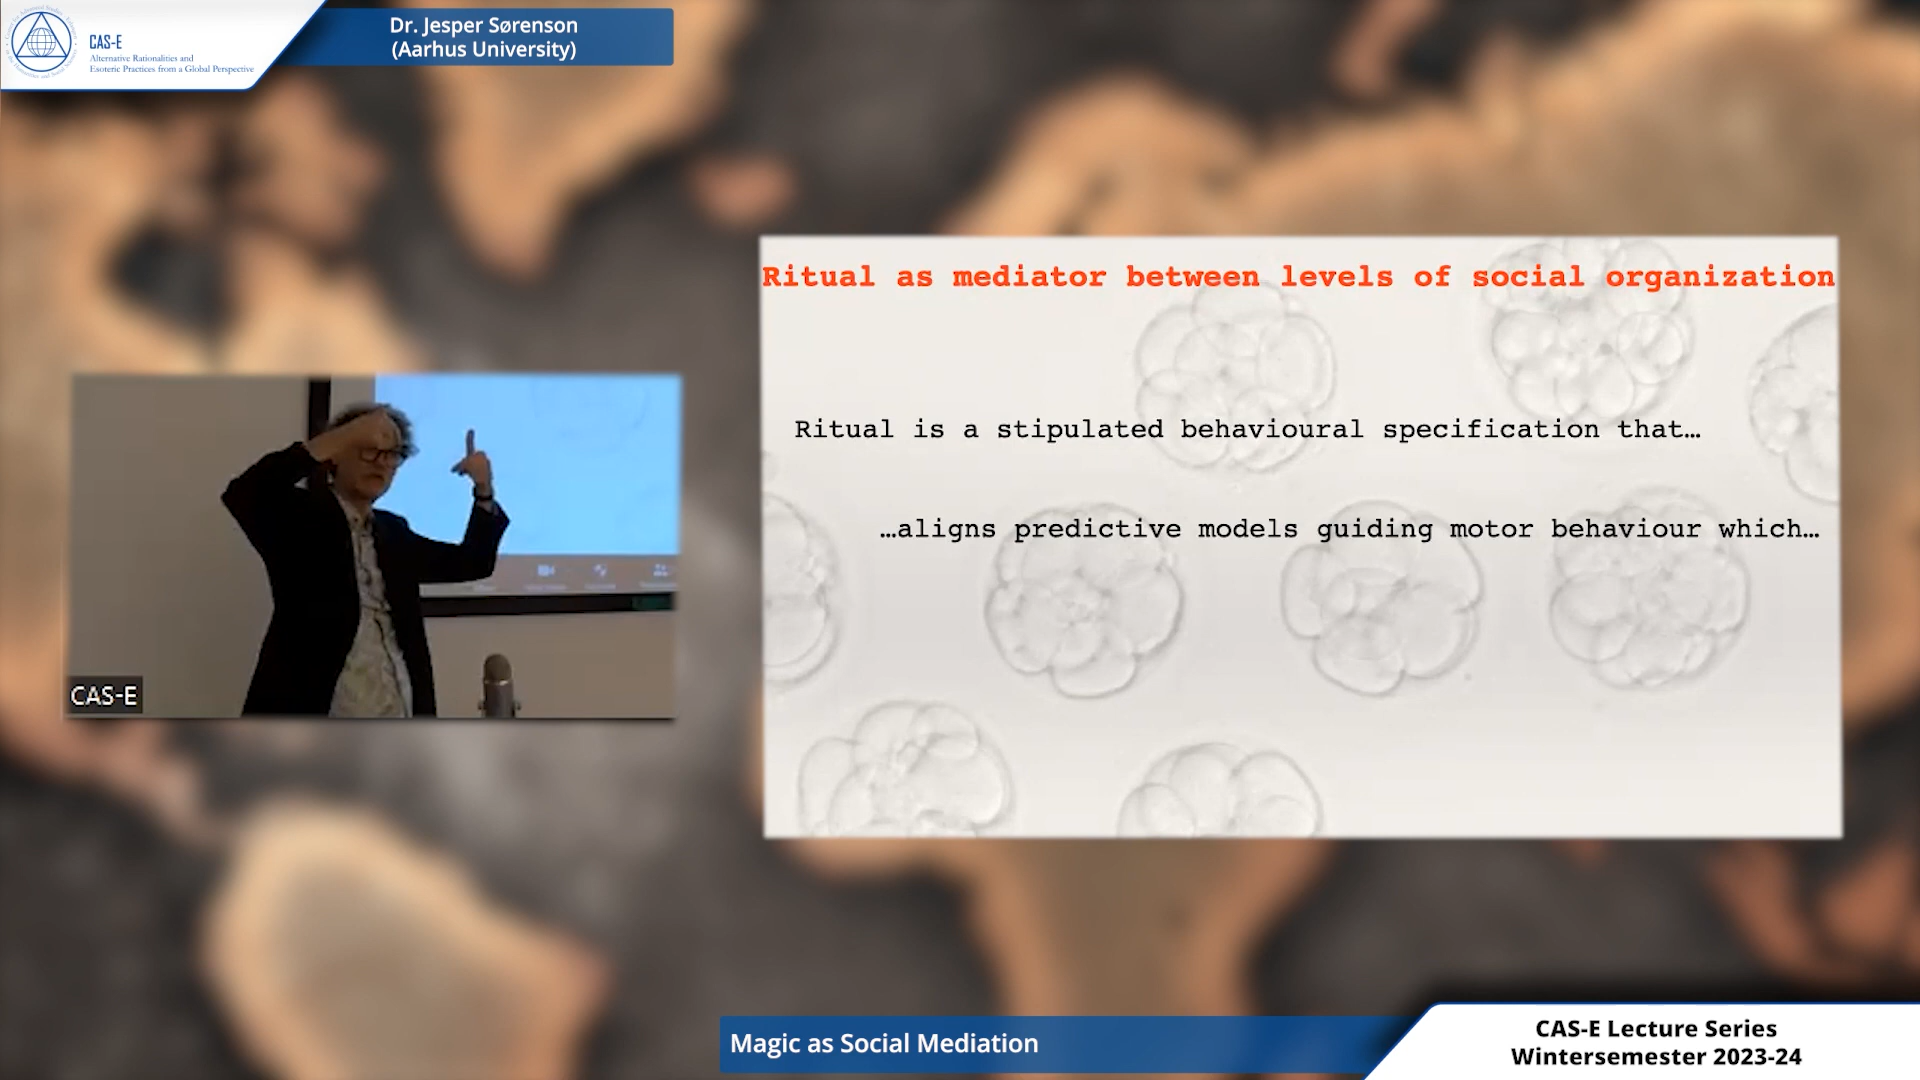 CAS-E
Alternative Rationalities and
Esoteric Practices from a Global Perspective
Dr. Jesper Sørenson
(Aarhus University)
Ritual as mediator between levels of social organization
Ritual is a stipulated behavioural specification that…
…aligns predictive models guiding motor behaviour which…
CAS-E
Magic as Social Mediation
CAS-E Lecture Series
Wintersemester 2023-24